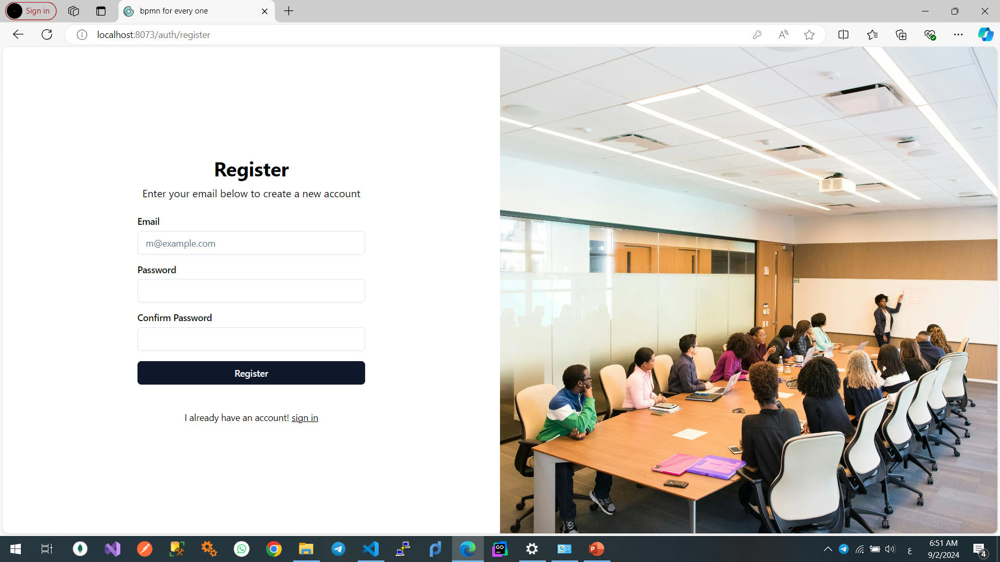 Sign in
bpmn for every one
localhost:8073/auth/register
Register
Enter your email below to create a new account
Email
m@example.com
Password
Confirm Password
Register
I already have an account! sign in
ع
6:51 AM
9/2/2024
4